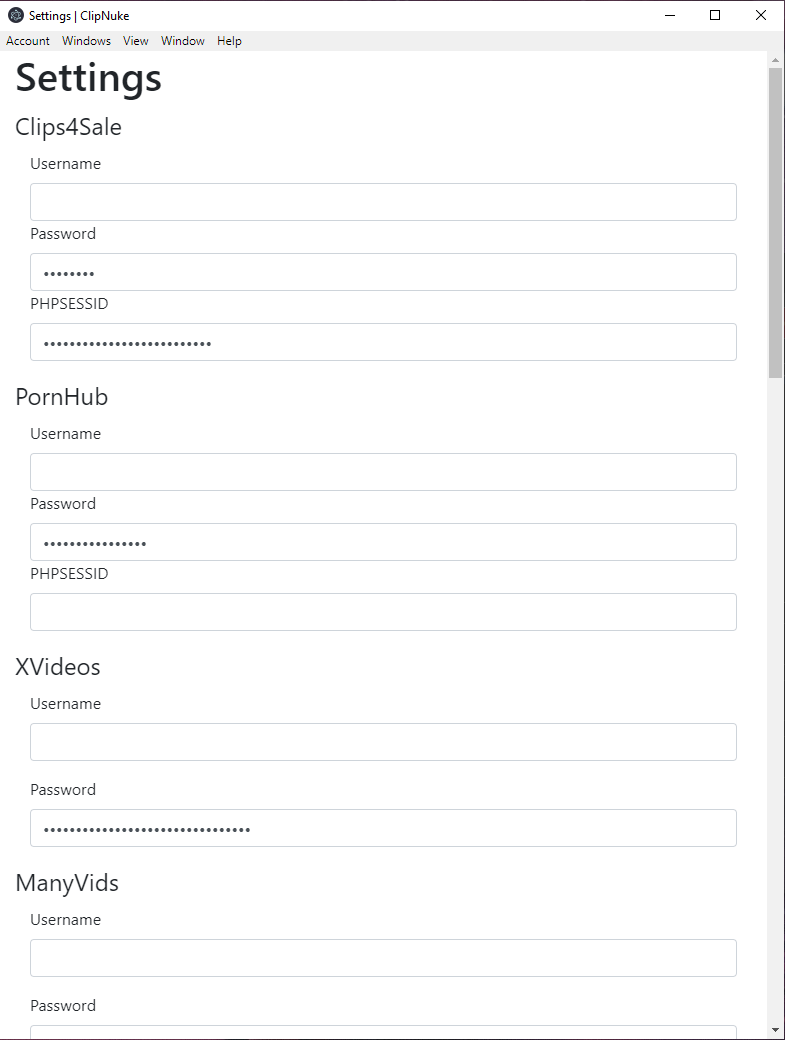 Settings | ClipNuke
Account Windows View Window Help
Settings
Clips4Sale
Username
Password
••••••••
PHPSESSID
••••••••••••••••••••••••••
PornHub
Username
Password
••••••••••••••••
PHPSESSID
XVideos
Username
Password
••••••••••••••••••••••••••••••••
ManyVids
Username
Password